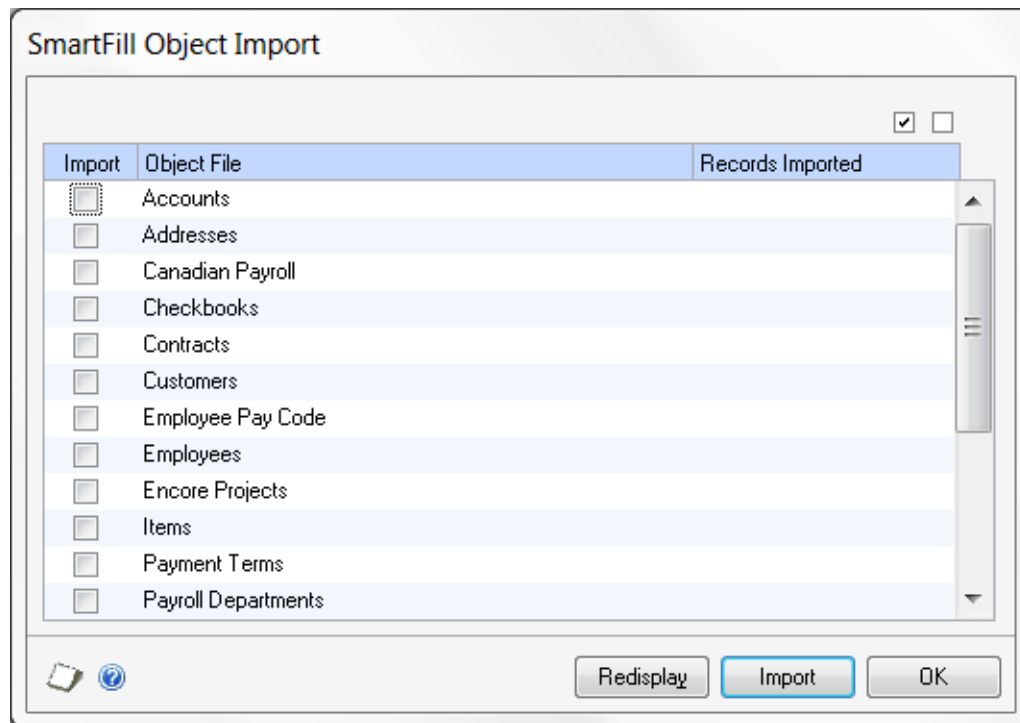 SmartFill Object Import
Import Object File Records Imported
Accounts
Addresses
Canadian Payroll
Checkbooks
Contracts
Customers
Employee Pay Code
Employees
Encore Projects
Items
Payment Terms
Payroll Departments
Redisplay Import OK